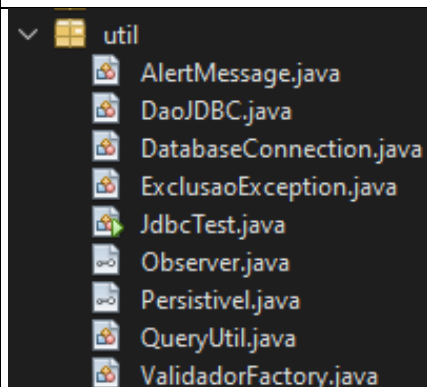 util
AlertMessage.java
DaoJDBC.java
DatabaseConnection.java
ExclusaoException.java
JdbcTest.java
Observer.java
Persistivel.java
QueryUtil.java
ValidadorFactory.java